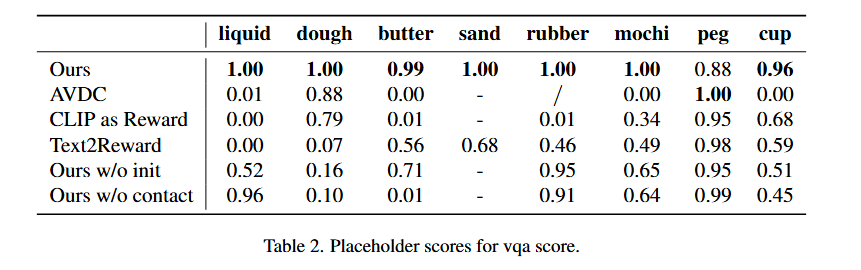 liquid dough butter sand rubber mochi peg cup
Ours 1.00 1.00 0.99 1.00 1.00 1.00 0.88 0.96
AVDC 0.01 0.88 0.00 - / 0.00 1.00 0.00
CLIP as Reward 0.00 0.79 0.01 - 0.01 0.34 0.95 0.68
Text2Reward 0.00 0.07 0.56 0.68 0.46 0.49 0.98 0.59
Ours w/o init 0.52 0.16 0.71 - 0.95 0.65 0.95 0.51
Ours w/o contact 0.96 0.10 0.01 - 0.91 0.64 0.99 0.45
Table 2. Placeholder scores for vqa score.